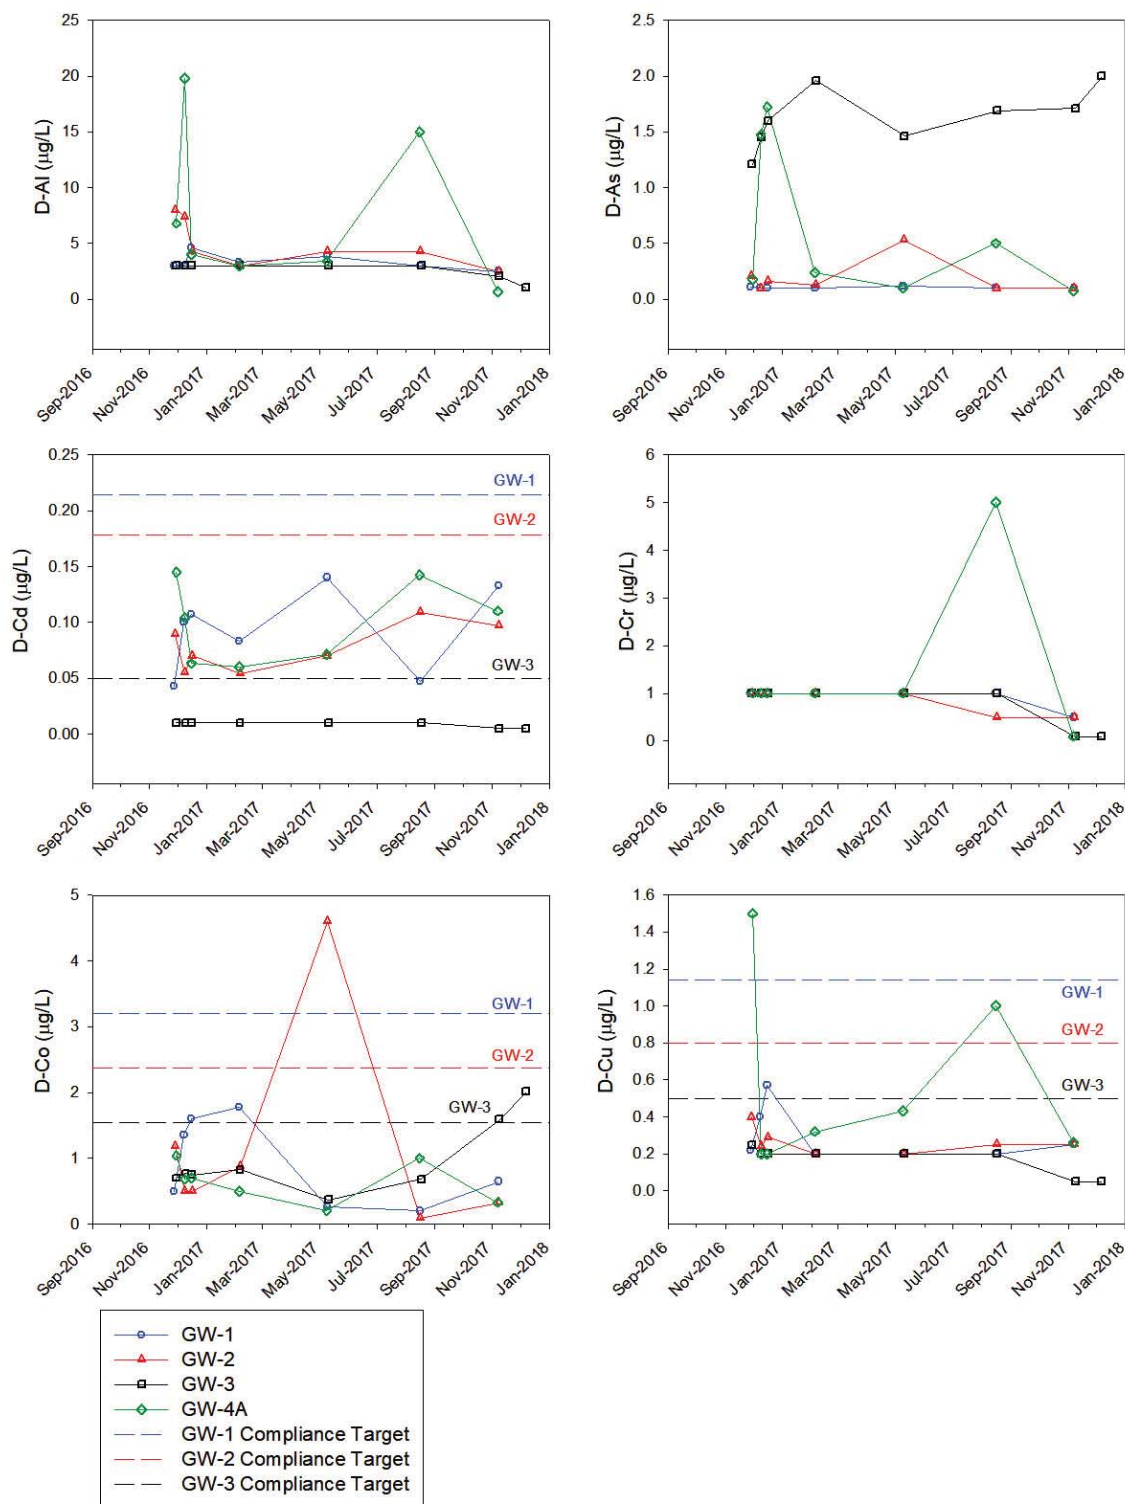 D-Al (µg/L)
25
20
15
10
5
0
Sep-2016
Nov-2016
Jan-2017
Mar-2017
May-2017
Jul-2017
Sep-2017
Nov-2017
Jan-2018
D-As (µg/L)
2.5
2.0
1.5
1.0
0.5
0.0
Sep-2016
Nov-2016
Jan-2017
Mar-2017
May-2017
Jul-2017
Sep-2017
Nov-2017
Jan-2018
D-Cd (µg/L)
0.25
0.20
0.15
0.10
0.05
0.00
GW-1
GW-2
GW-3
Sep-2016
Nov-2016
Jan-2017
Mar-2017
May-2017
Jul-2017
Sep-2017
Nov-2017
Jan-2018
D-Cr (µg/L)
6
5
4
3
2
1
0
Sep-2016
Nov-2016
Jan-2017
Mar-2017
May-2017
Jul-2017
Sep-2017
Nov-2017
Jan-2018
D-Co (µg/L)
5
4
3
2
1
0
GW-1
GW-2
GW-3
Sep-2016
Nov-2016
Jan-2017
Mar-2017
May-2017
Jul-2017
Sep-2017
Nov-2017
Jan-2018
D-Cu (µg/L)
1.6
1.4
1.2
1.0
0.8
0.6
0.4
0.2
0.0
GW-1
GW-2
GW-3
Sep-2016
Nov-2016
Jan-2017
Mar-2017
May-2017
Jul-2017
Sep-2017
Nov-2017
Jan-2018
GW-1
GW-2
GW-3
GW-4A
GW-1 Compliance Target
GW-2 Compliance Target
GW-3 Compliance Target